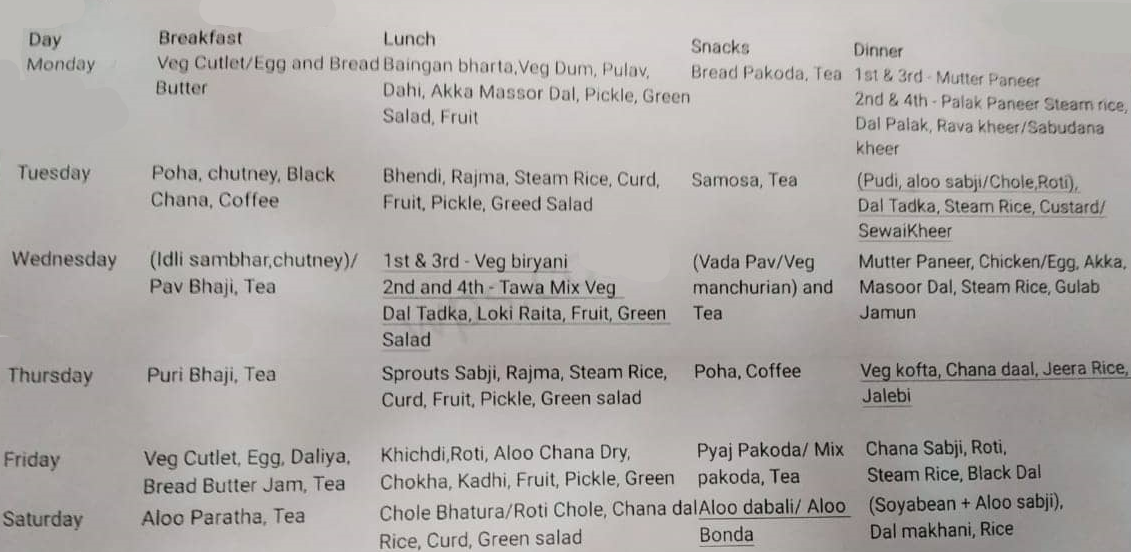 Day Breakfast Lunch Snacks Dinner
Monday Veg Cutlet/Egg and Bread Baingan bharta,Veg Dum, Pulav, Bread Pakoda, Tea 1st & 3rd - Mutter Paneer
Butter Dahi, Akka Massor Dal, Pickle, Green 2nd & 4th - Palak Paneer Steam rice,
Salad, Fruit Dal Palak, Rava kheer/Sabudana
kheer
Tuesday Poha, chutney, Black Bhendi, Rajma, Steam Rice, Curd, Samosa, Tea (Pudi, aloo sabji/Chole,Roti),
Chana, Coffee Fruit, Pickle, Greed Salad Dal Tadka, Steam Rice, Custard/
SewaiKheer
Wednesday (Idli sambhar,chutney)/ 1st & 3rd - Veg biryani (Vada Pav/Veg Mutter Paneer, Chicken/Egg, Akka,
Pav Bhaji, Tea 2nd and 4th - Tawa Mix Veg manchurian) and Masoor Dal, Steam Rice, Gulab
Dal Tadka, Loki Raita, Fruit, Green Tea Jamun
Salad
Thursday Puri Bhaji, Tea Sprouts Sabji, Rajma, Steam Rice, Poha, Coffee Veg kofta, Chana daal, Jeera Rice,
Curd, Fruit, Pickle, Green salad Jalebi
Friday Veg Cutlet, Egg, Daliya, Khichdi,Roti, Aloo Chana Dry, Pyaj Pakoda/ Mix Chana Sabji, Roti,
Bread Butter Jam, Tea Chokha, Kadhi, Fruit, Pickle, Green pakoda, Tea Steam Rice, Black Dal
Saturday Aloo Paratha, Tea Chole Bhatura/Roti Chole, Chana dal Aloo dabali/ Aloo (Soyabean + Aloo sabji),
Rice, Curd, Green salad Bonda Dal makhani, Rice